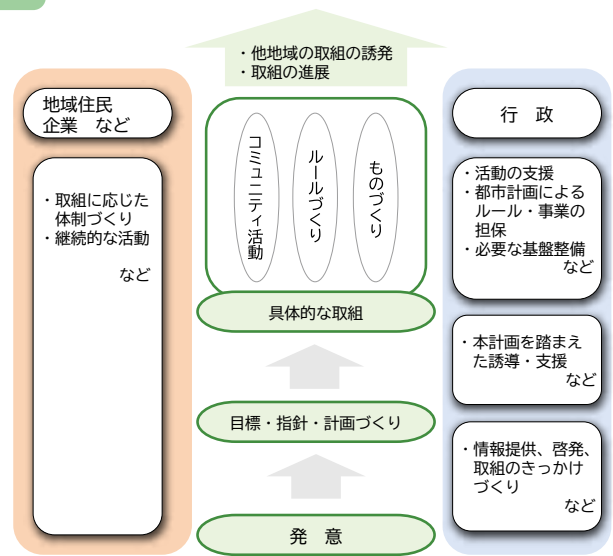 ・他地域の取組の誘発
・取組の進展
地域住民
企業　など
・取組に応じた
体制づくり
・継続的な活動
など
コミュニティ活動
ルールづくり
ものづくり
具体的な取組
目標・指針・計画づくり
発　意
行　政
・活動の支援
・都市計画による
ルール・事業の
担保
・必要な基盤整備
など
・本計画を踏まえ
た誘導・支援
など
・情報提供、啓発、
取組のきっかけ
づくり
など